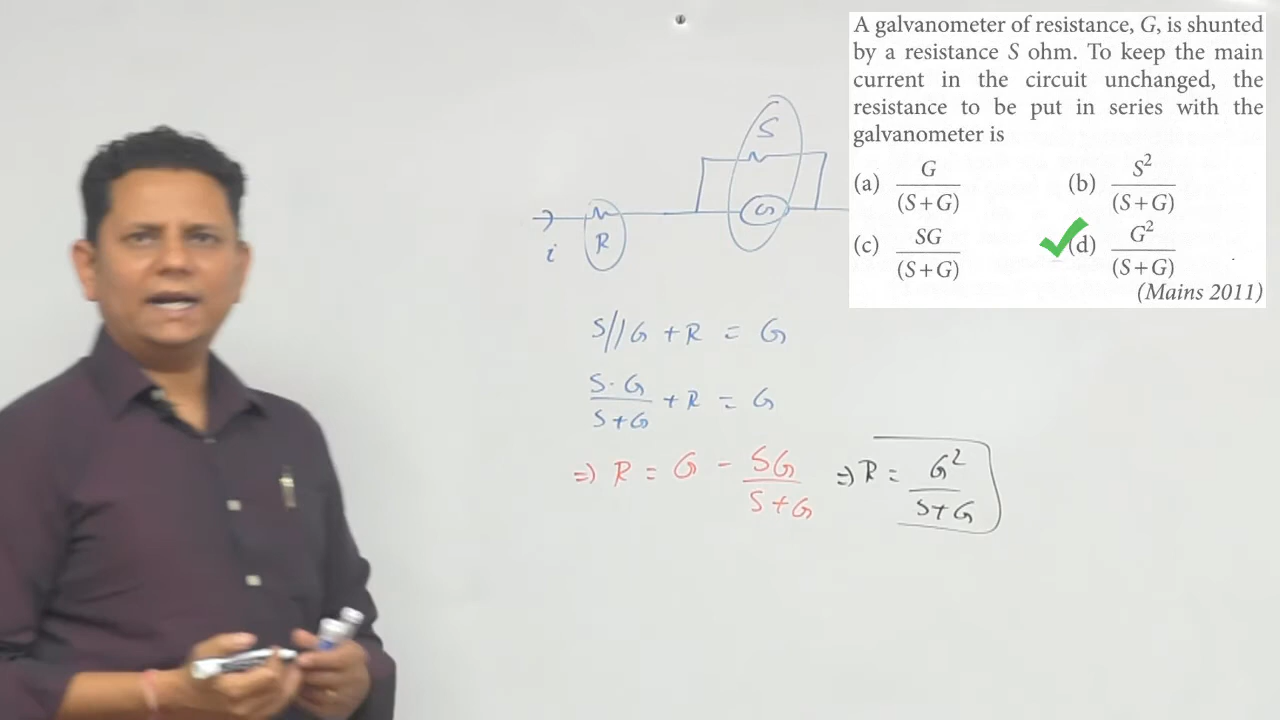 A galvanometer of resistance, G, is shunted
by a resistance S ohm. To keep the main
current in the circuit unchanged, the
resistance to be put in series with the
galvanometer is
(a) G/(S+G) (b) S²/(S+G)
(c) SG/(S+G) (d) G²/(S+G)
(Mains 2011)
S
G
i R
S//G + R = G
S·G/S+G + R = G
⇒ R = G - SG/S+G ⇒ R = G²/S+G